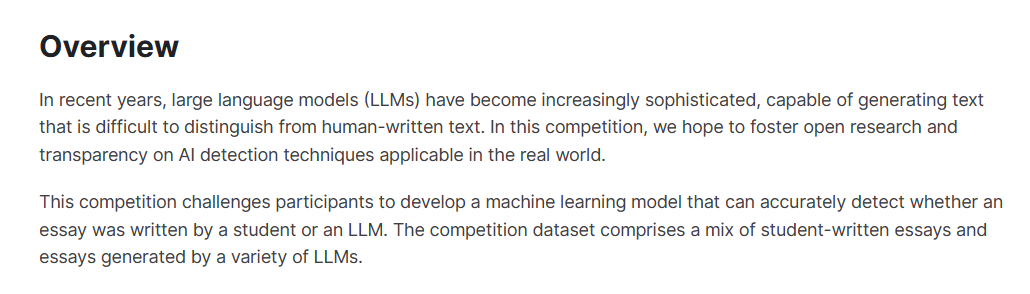 Overview
In recent years, large language models (LLMs) have become increasingly sophisticated, capable of generating text
that is difficult to distinguish from human-written text. In this competition, we hope to foster open research and
transparency on AI detection techniques applicable in the real world.
This competition challenges participants to develop a machine learning model that can accurately detect whether an
essay was written by a student or an LLM. The competition dataset comprises a mix of student-written essays and
essays generated by a variety of LLMs.